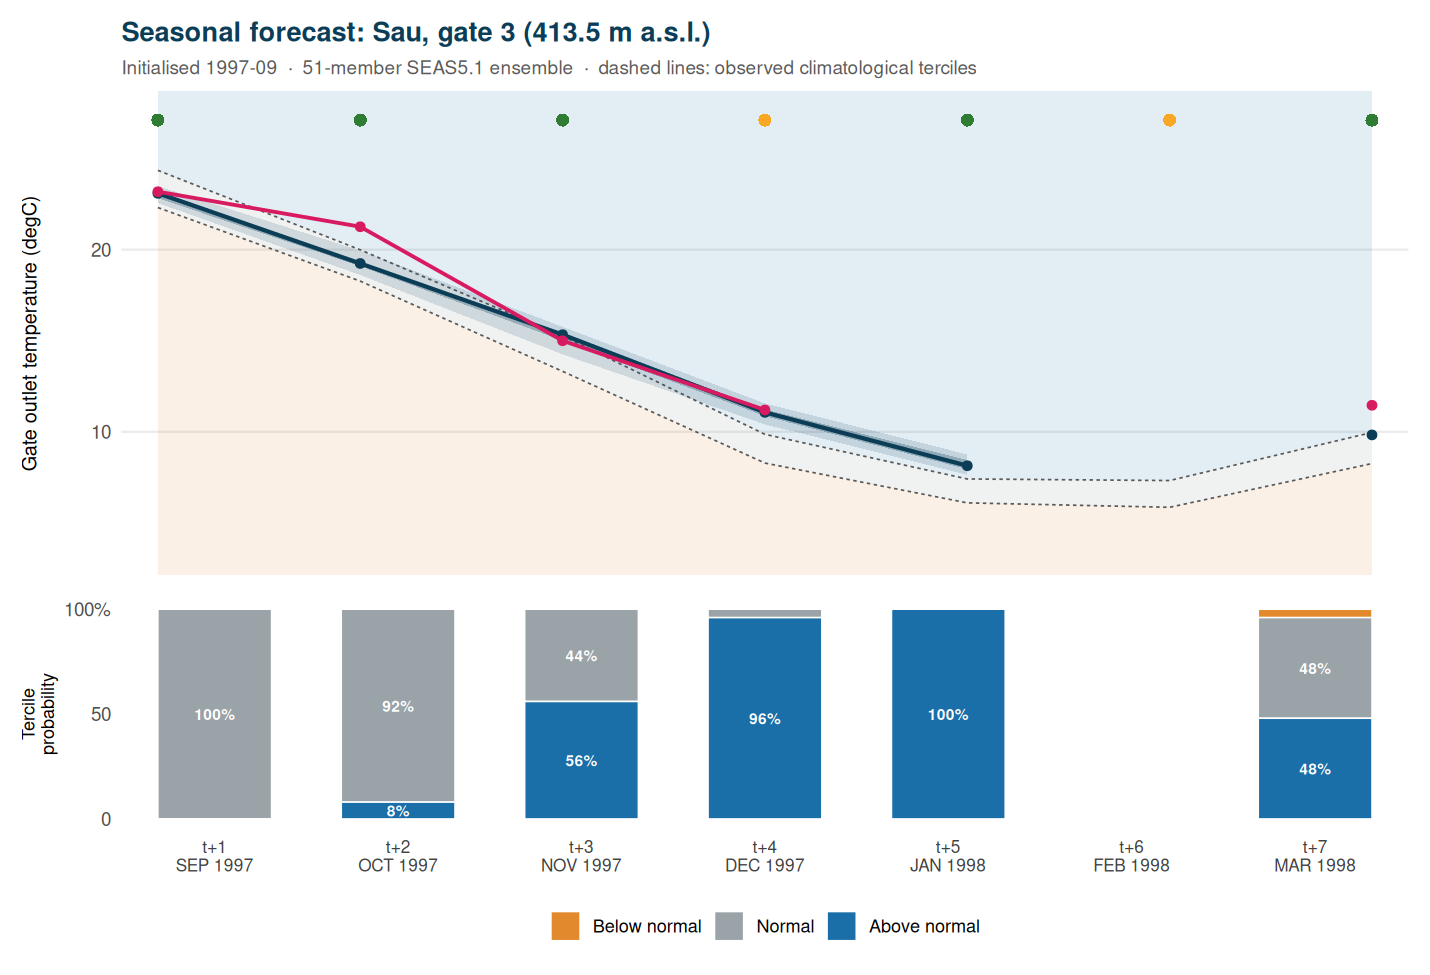 Seasonal forecast: Sau, gate 3 (413.5 m a.s.l.)
Initialised 1997-09 · 51-member SEAS5.1 ensemble · dashed lines: observed climatological terciles
Gate outlet temperature (degC)
20
10
Tercile
probability
100%
50
0
100%
92%
8%
44%
56%
96%
100%
48%
48%
t+1
SEP 1997
t+2
OCT 1997
t+3
NOV 1997
t+4
DEC 1997
t+5
JAN 1998
t+6
FEB 1998
t+7
MAR 1998
Below normal
Normal
Above normal